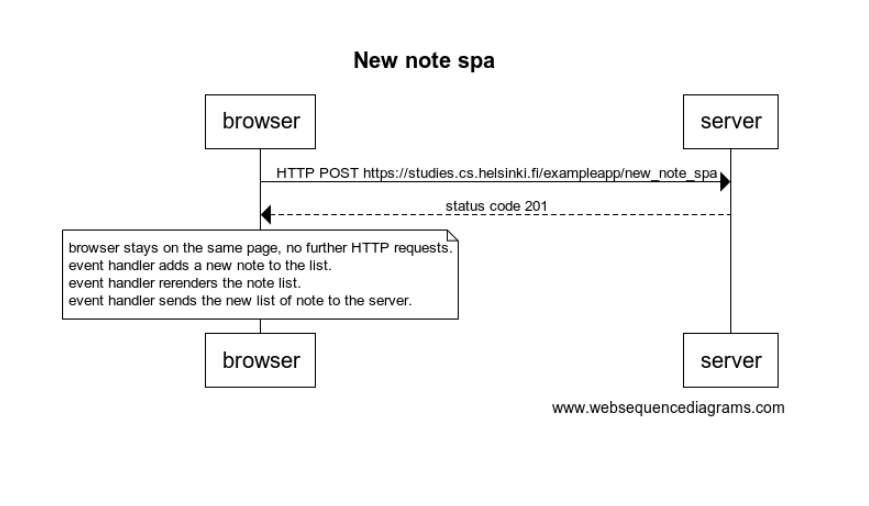 New note spa
browser
server
HTTP POST https://studies.cs.helsinki.fi/exampleapp/new_note_spa
status code 201
browser stays on the same page, no further HTTP requests.
event handler adds a new note to the list.
event handler rerenders the note list.
event handler sends the new list of note to the server.
browser
server
www.websequencediagrams.com